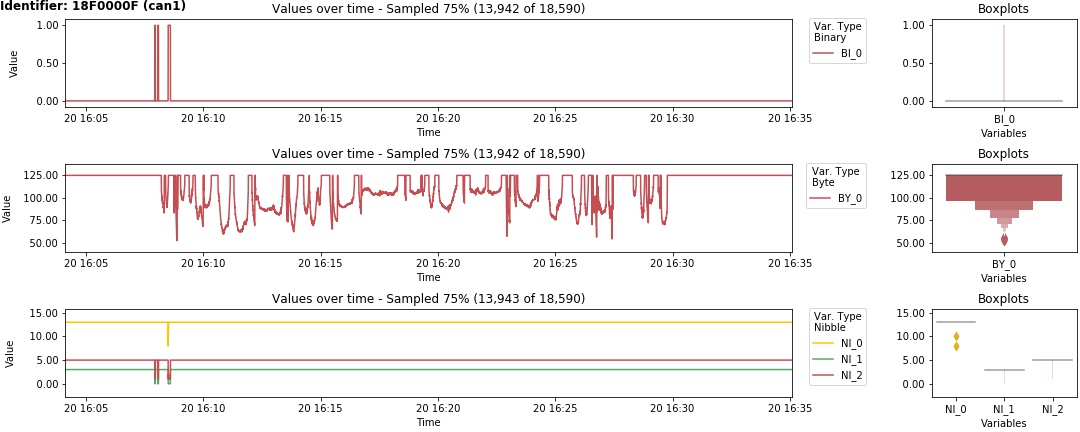 Identifier: 18F0000F (can1)
Values over time - Sampled 75% (13,942 of 18,590)
Boxplots
1.00
0.50
0.00
Value
20 16:05 20 16:10 20 16:15 20 16:20 20 16:25 20 16:30 20 16:35
Time
Var. Type
Binary
BI_0
1.00
0.50
0.00
BI_0
Variables
Values over time - Sampled 75% (13,942 of 18,590)
Boxplots
125.00
100.00
75.00
50.00
Value
20 16:05 20 16:10 20 16:15 20 16:20 20 16:25 20 16:30 20 16:35
Time
Var. Type
Byte
BY_0
125.00
100.00
75.00
50.00
BY_0
Variables
Values over time - Sampled 75% (13,943 of 18,590)
Boxplots
15.00
10.00
5.00
0.00
Value
20 16:05 20 16:10 20 16:15 20 16:20 20 16:25 20 16:30 20 16:35
Time
Var. Type
Nibble
NI_0
NI_1
NI_2
15.00
10.00
5.00
0.00
NI_0 NI_1 NI_2
Variables